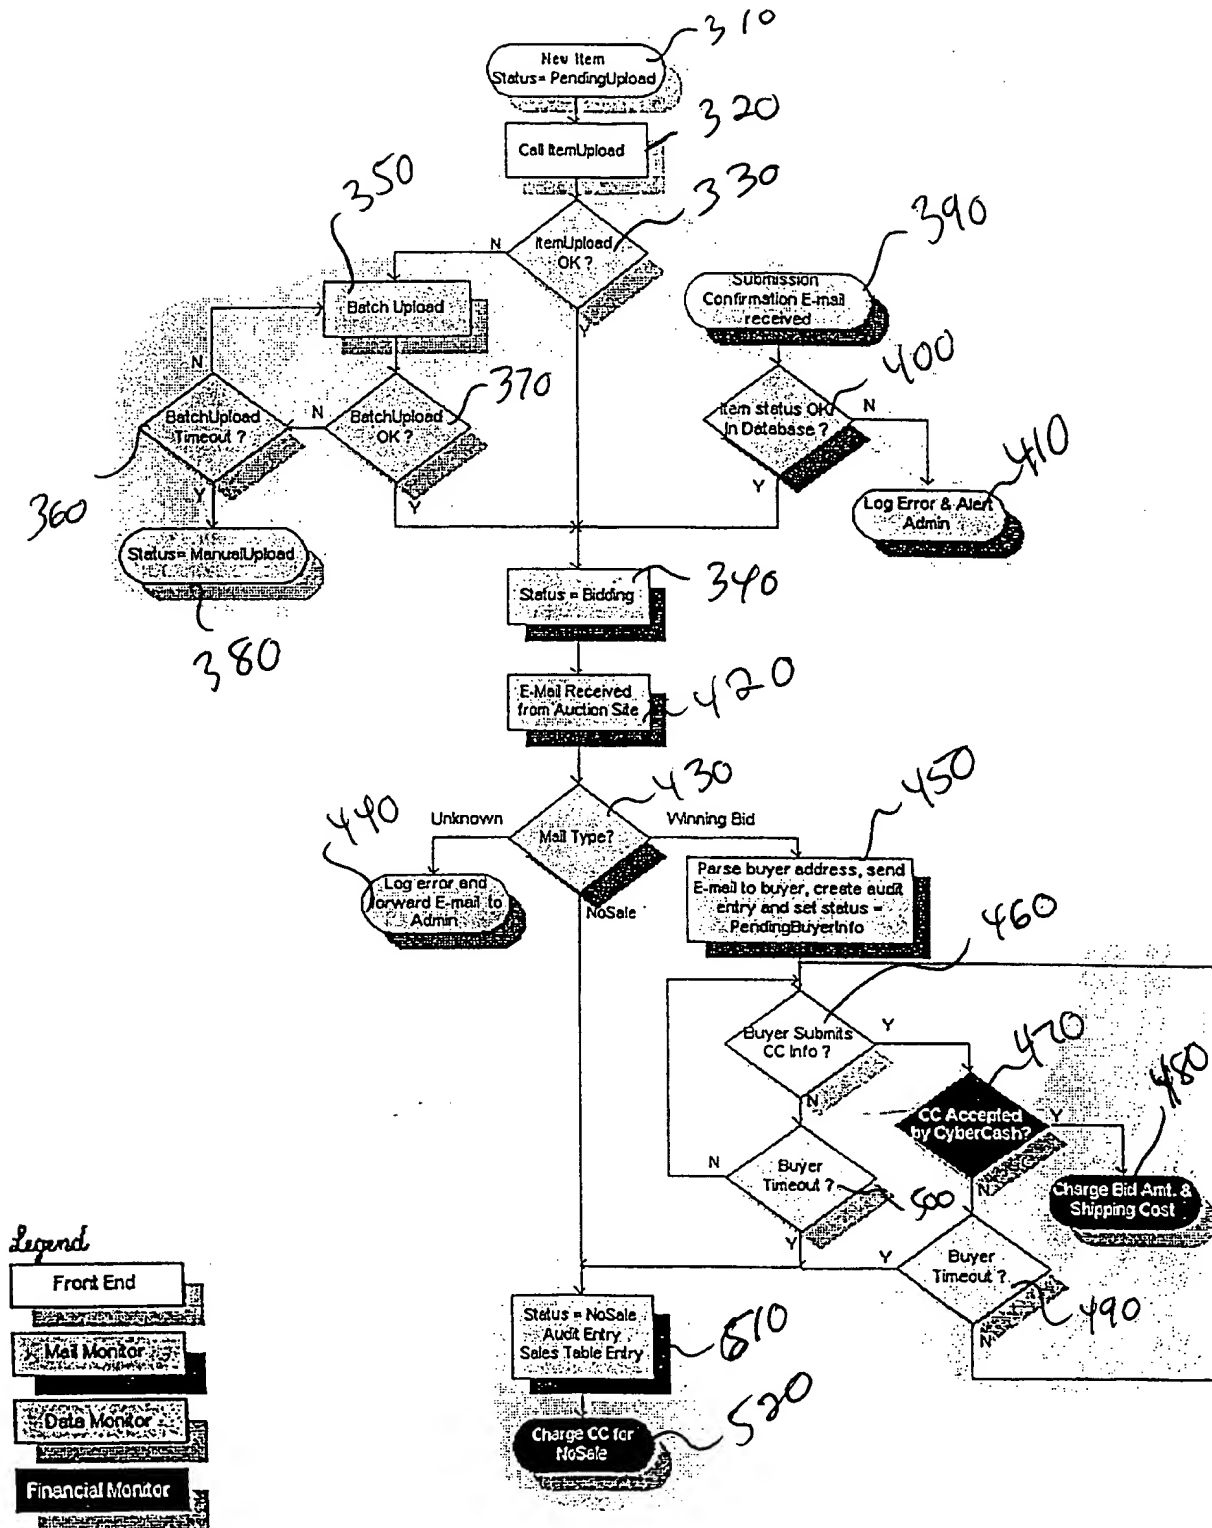 310
New Item
Status= PendingUpload
320
Call ItemUpload
330
ItemUpload
OK ?
N
Y
350
Batch Upload
390
Submission
Confirmation E-mail
received
N
BatchUpload
Timeout ?
N
BatchUpload
OK ?
370
400
Item status OK
in Database ?
N
360
Y
Y
Y
410
Log Error & Alert
Admin
Status= ManualUpload
380
Status = Bidding
340
E-Mail Received
from Auction Site
420
430
Mail Type?
Unknown
Winning Bid
NoSale
440
Log error and
forward E-mail to
Admin
450
Parse buyer address, send
E-mail to buyer, create audit
entry and set status =
PendingBuyerInfo
460
Buyer Submits
CC Info ?
Y
N
470
CC Accepted
by CyberCash?
Y
N
480
Charge Bid Amt. &
Shipping Cost
N
Buyer
Timeout ?
500
Y
Y
Buyer
Timeout ?
490
N
Status = NoSale
Audit Entry
Sales Table Entry
510
Charge CC for
NoSale
520
Legend
Front End
Mail Monitor
Data Monitor
Financial Monitor